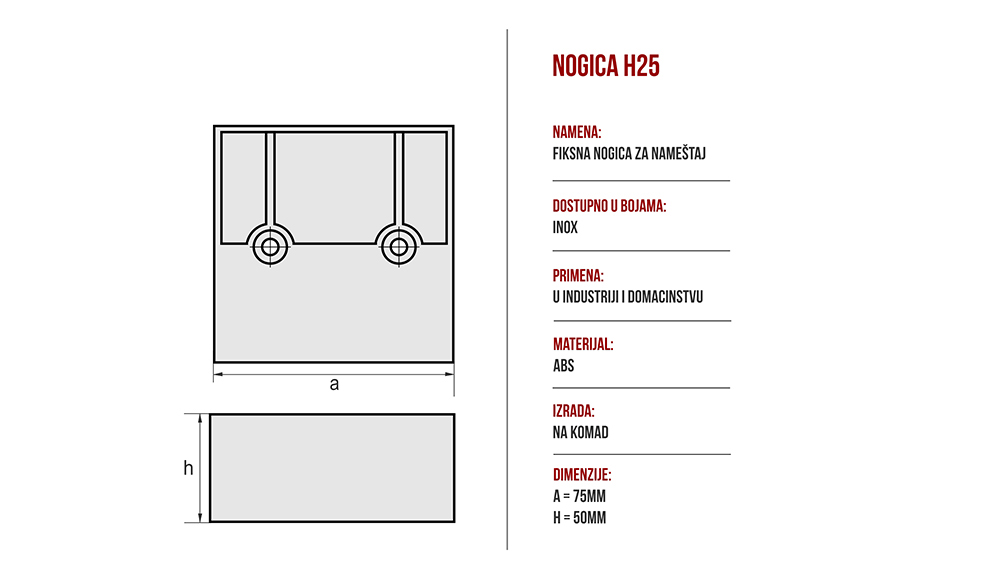 a
h
NOGICA H25
NAMENA:
FIKSNA NOGICA ZA NAMEŠTAJ
DOSTUPNO U BOJAMA:
INOX
PRIMENA:
U INDUSTRIJI I DOMACINSTVU
MATERIJAL:
ABS
IZRADA:
NA KOMAD
DIMENZIJE:
A = 75MM
H = 50MM